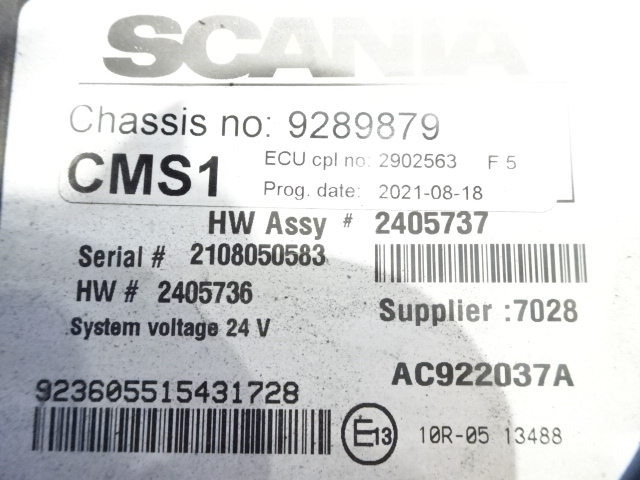 SCANIA
Chassis no: 9289879
CMS1 ECU cpl no: 2902563 F 5
Prog. date: 2021-08-18
HW Assy # 2405737
Serial # 2108050583
HW # 2405736
Supplier :7028
System voltage 24 V
AC922037A
923605515431728
E13 10R-05 13488